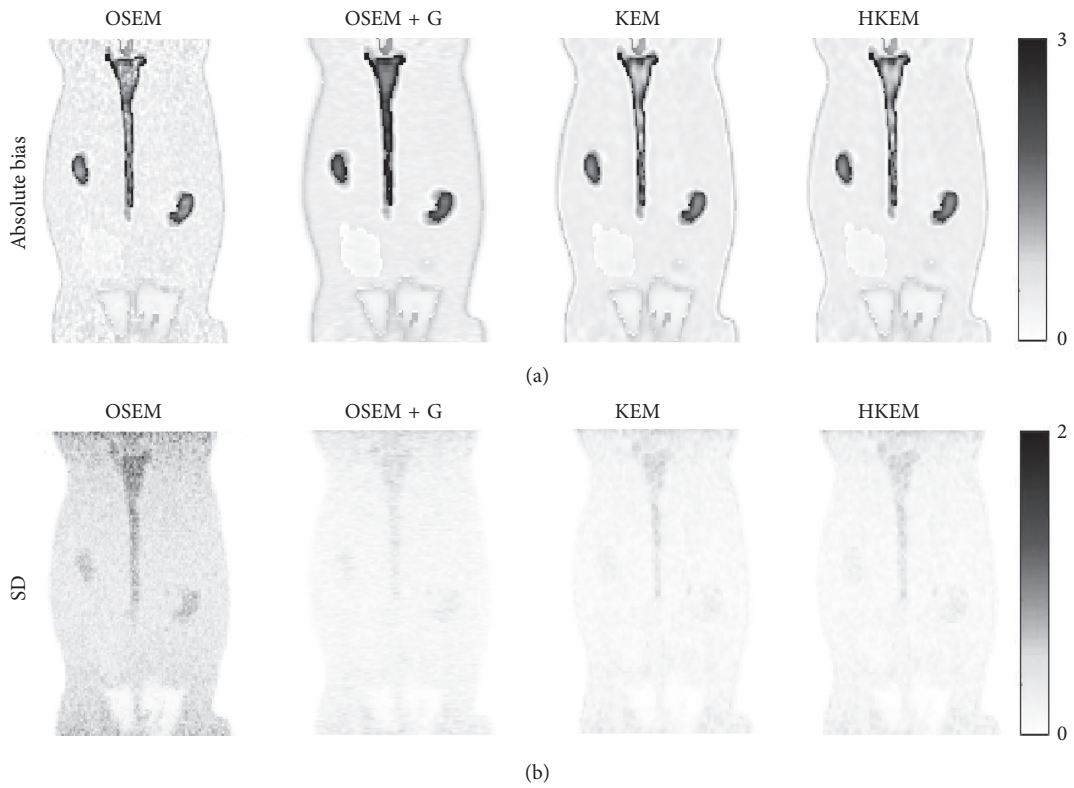 OSEM OSEM + G KEM HKEM
3
Absolute bias
0
(a)
OSEM OSEM + G KEM HKEM
2
SD
0
(b)